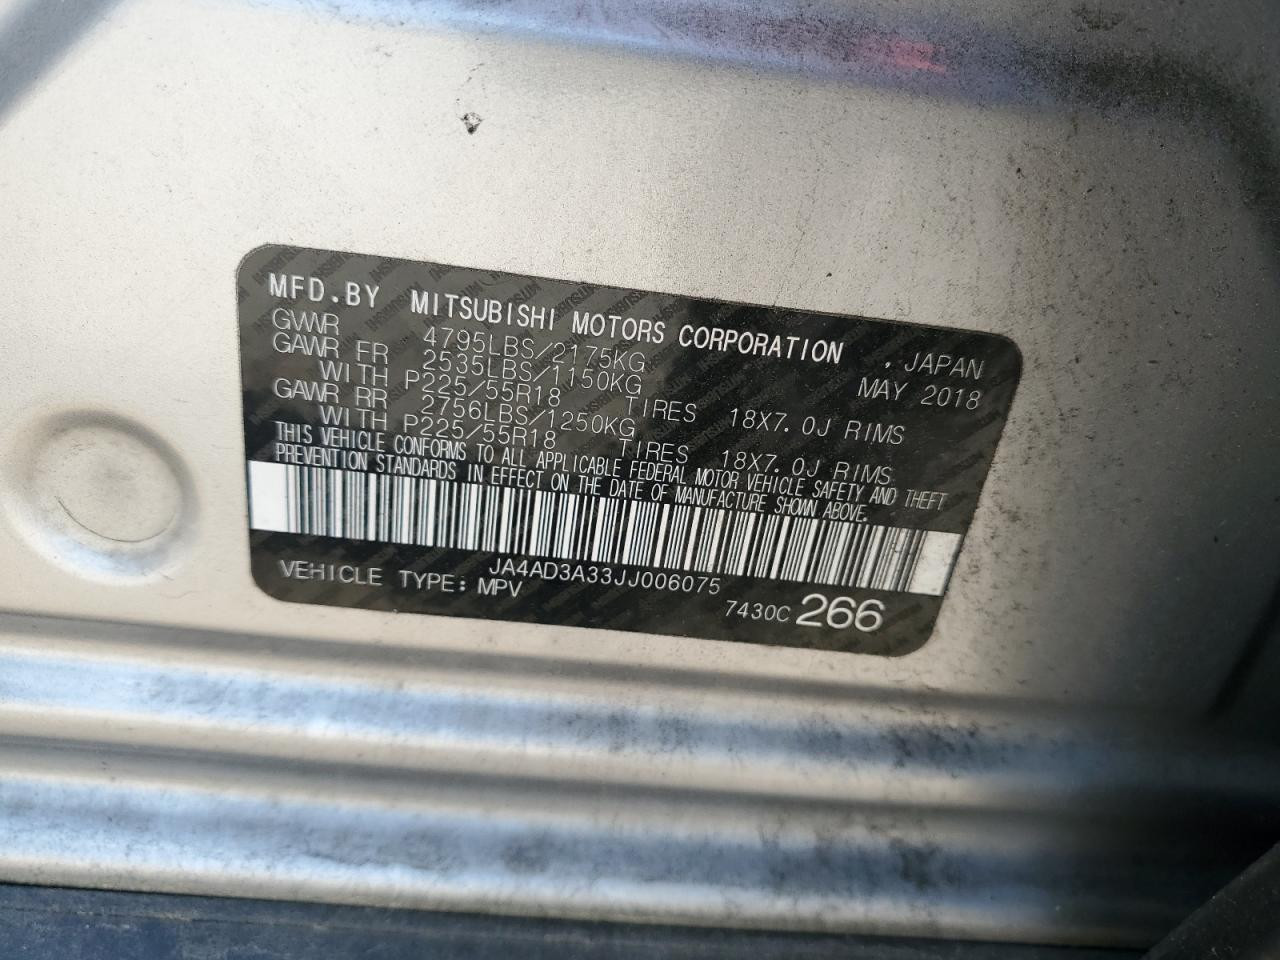 MFD.BY MITSUBISHI MOTORS CORPORATION , JAPAN
GVWR 4795LBS/2175KG MAY 2018
GAWR FR 2535LBS/1150KG
WITH P225/55R18 TIRES 18X7.0J RIMS
GAWR RR 2756LBS/1250KG
WITH P225/55R18 TIRES 18X7.0J RIMS
THIS VEHICLE CONFORMS TO ALL APPLICABLE FEDERAL MOTOR VEHICLE SAFETY AND THEFT
PREVENTION STANDARDS IN EFFECT ON THE DATE OF MANUFACTURE SHOWN ABOVE.
JA4AD3A33JJ006075
VEHICLE TYPE: MPV 7430C 266